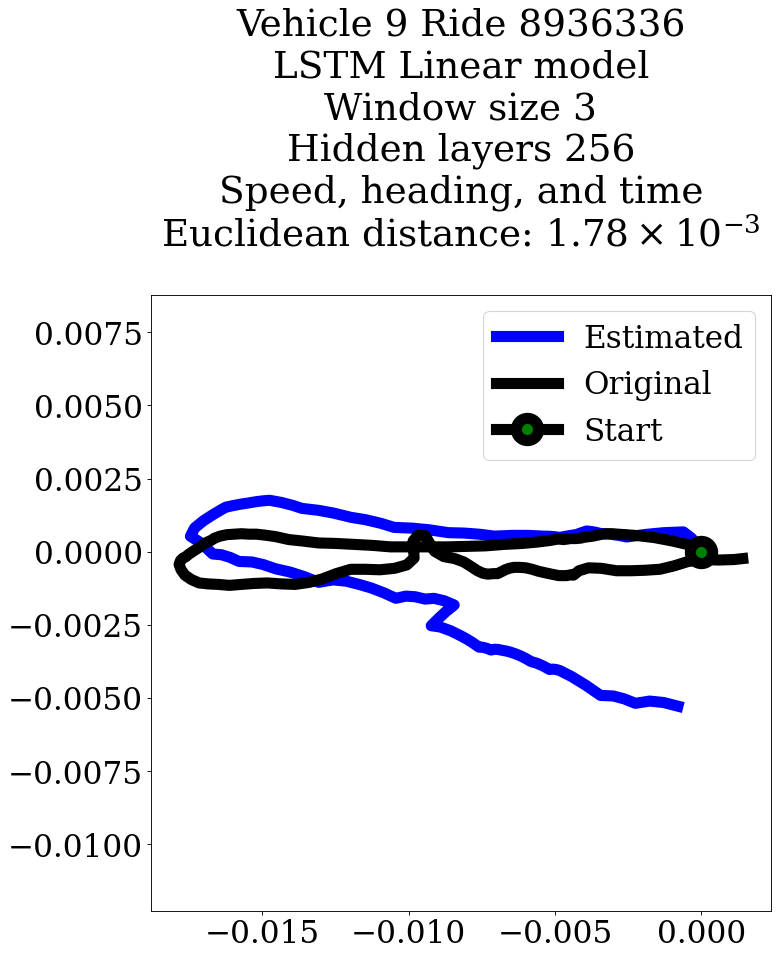 Vehicle 9 Ride 8936336
LSTM Linear model
Window size 3
Hidden layers 256
Speed, heading, and time
Euclidean distance: 1.78 × 10⁻³
Estimated
Original
Start
0.0075
0.0050
0.0025
0.0000
−0.0025
−0.0050
−0.0075
−0.0100
−0.015 −0.010 −0.005 0.000